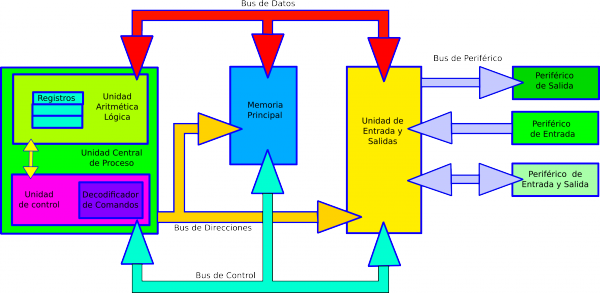 Bus de Datos
Bus de Periférico
Registros
Unidad
Aritmética
Lógica
Unidad Central
de Proceso
Unidad
de control
Decodificador
de Comandos
Memoria
Principal
Unidad de
Entrada y
Salidas
Periférico
de Salida
Periférico
de Entrada
Periférico  de
Entrada y Salida
Bus de Direcciones
Bus de Control